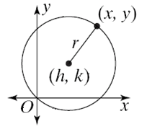 y
(x, y)
r
(h, k)
O x